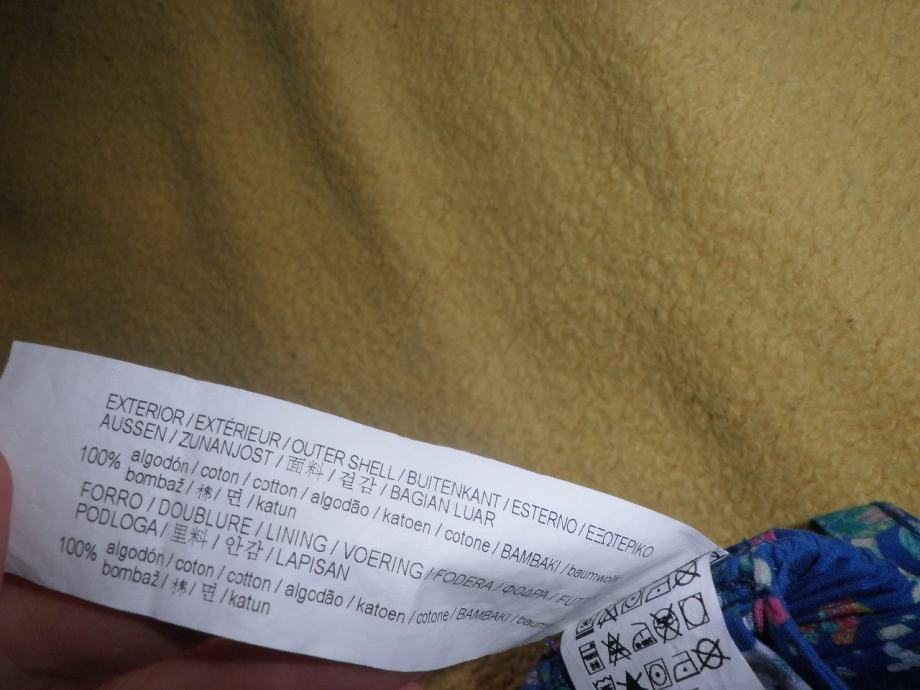 EXTERIOR / EXTÉRIEUR / OUTER SHELL / BUITENKANT / ESTERNO / ΕΞΩΤΕΡΙΚΟ
AUSSEN / ZUNANJOST / 面料 / 겉감 / BAGIAN LUAR
100% algodón / coton / cotton / algodão / katoen / cotone / BAMBAKI / baumwolle
bombaž / 棉 / 면 / katun
FORRO / DOUBLURE / LINING / VOERING / FODERA / ΦΟΔΡΑ /
PODLOGA / 里料 / 안감 / LAPISAN
100% algodón / coton / cotton / algodão / katoen / cotone / BAMBAKI /
bombaž / 棉 / 면 / katun